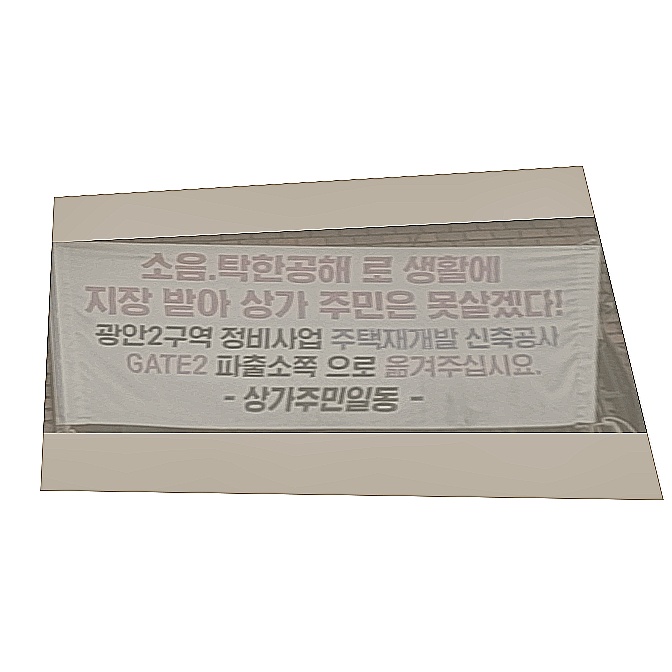 소음.탁한공해 로 생활에
지장 받아 상가 주민은 못살겠다!
광안2구역 정비사업 주택재개발 신축공사
GATE2 파출소쪽 으로 옮겨주십시요.
- 상가주민일동 -